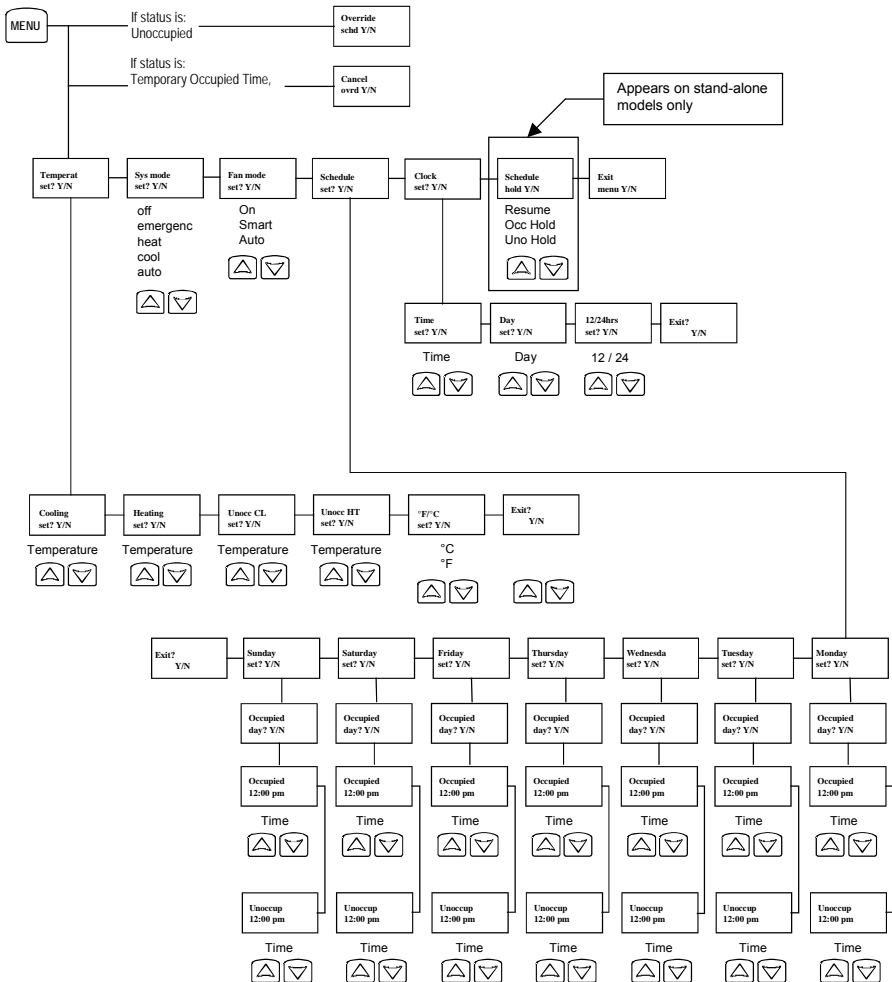 MENU
If status is:
Unoccupied
Override
schd Y/N
If status is:
Temporary Occupied Time,
Cancel
ovrd Y/N
Appears on stand-alone
models only
Temperat
set? Y/N
Sys mode
set? Y/N
Fan mode
set? Y/N
Schedule
set? Y/N
Clock
set? Y/N
Schedule
hold Y/N
Exit
menu Y/N
off
emergenc
heat
cool
auto
On
Smart
Auto
Resume
Occ Hold
Uno Hold
Time
set? Y/N
Day
set? Y/N
12/24hrs
set? Y/N
Exit?
Y/N
Time
Day
12 / 24
Cooling
set? Y/N
Heating
set? Y/N
Unocc CL
set? Y/N
Unocc HT
set? Y/N
°F/°C
set? Y/N
Exit?
Y/N
Temperature
Temperature
Temperature
Temperature
°C
°F
Exit?
Y/N
Sunday
set? Y/N
Saturday
set? Y/N
Friday
set? Y/N
Thursday
set? Y/N
Wednesda
set? Y/N
Tuesday
set? Y/N
Monday
set? Y/N
Occupied
day? Y/N
Occupied
day? Y/N
Occupied
day? Y/N
Occupied
day? Y/N
Occupied
day? Y/N
Occupied
day? Y/N
Occupied
day? Y/N
Occupied
12:00 pm
Occupied
12:00 pm
Occupied
12:00 pm
Occupied
12:00 pm
Occupied
12:00 pm
Occupied
12:00 pm
Occupied
12:00 pm
Time
Time
Time
Time
Time
Time
Time
Unoccup
12:00 pm
Unoccup
12:00 pm
Unoccup
12:00 pm
Unoccup
12:00 pm
Unoccup
12:00 pm
Unoccup
12:00 pm
Unoccup
12:00 pm
Time
Time
Time
Time
Time
Time
Time